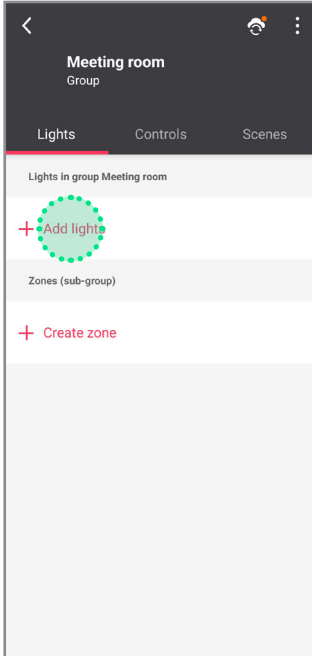 Meeting room
Group
Lights Controls Scenes
Lights in group Meeting room
+ Add lights
Zones (sub-group)
+ Create zone